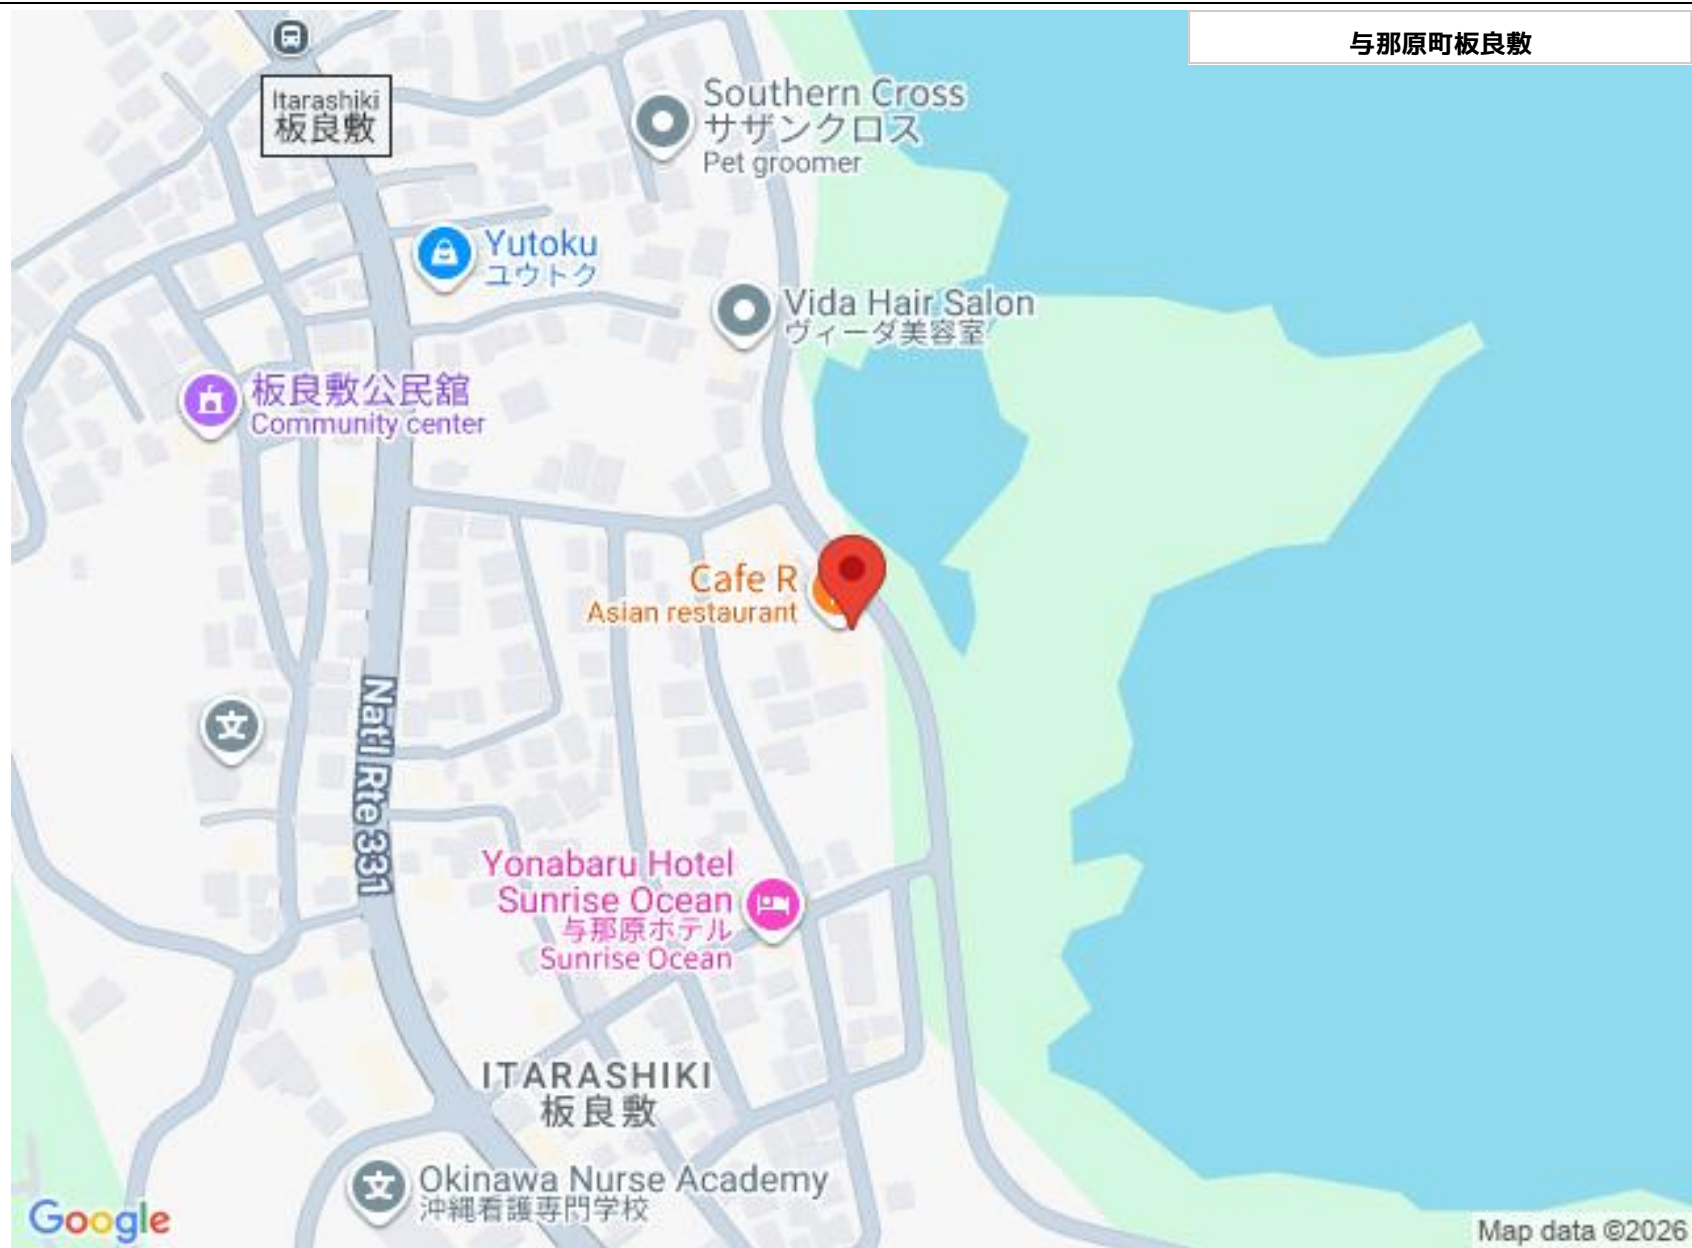 与那原町板良敷
Itarashiki
板良敷
Southern Cross
サザンクロス
Pet groomer
Yutoku
ユウトク
Vida Hair Salon
ヴィーダ美容室
板良敷公民舘
Community center
Cafe R
Asian restaurant
文
Nat'l Rte 331
Yonabaru Hotel
Sunrise Ocean
与那原ホテル
Sunrise Ocean
ITARASHIKI
板良敷
文
Okinawa Nurse Academy
沖縄看護専門学校
Google
Map data ©2026